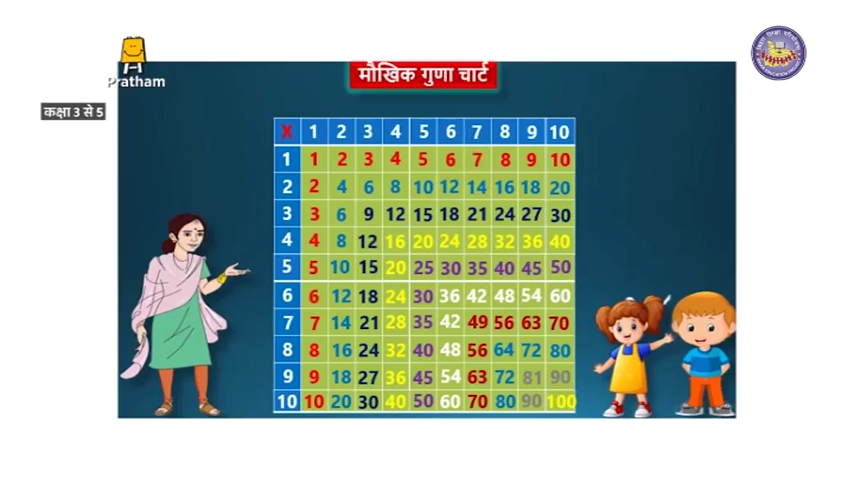 Pratham
मौखिक गुणा चार्ट
कक्षा 3 से 5
X 1 2 3 4 5 6 7 8 9 10
1 1 2 3 4 5 6 7 8 9 10
2 2 4 6 8 10 12 14 16 18 20
3 3 6 9 12 15 18 21 24 27 30
4 4 8 12 16 20 24 28 32 36 40
5 5 10 15 20 25 30 35 40 45 50
6 6 12 18 24 30 36 42 48 54 60
7 7 14 21 28 35 42 49 56 63 70
8 8 16 24 32 40 48 56 64 72 80
9 9 18 27 36 45 54 63 72 81 90
10 10 20 30 40 50 60 70 80 90 100